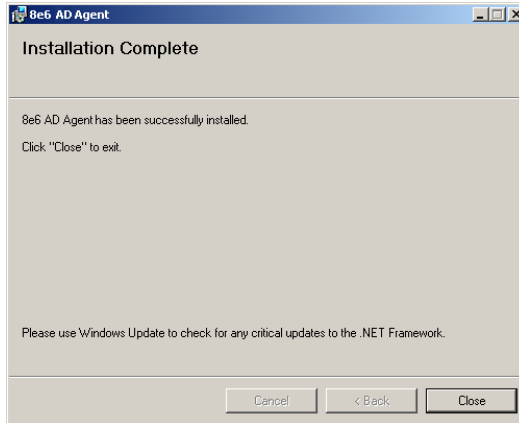 8e6 AD Agent
Installation Complete
8e6 AD Agent has been successfully installed.
Click "Close" to exit.
Please use Windows Update to check for any critical updates to the .NET Framework.
Cancel
< Back
Close